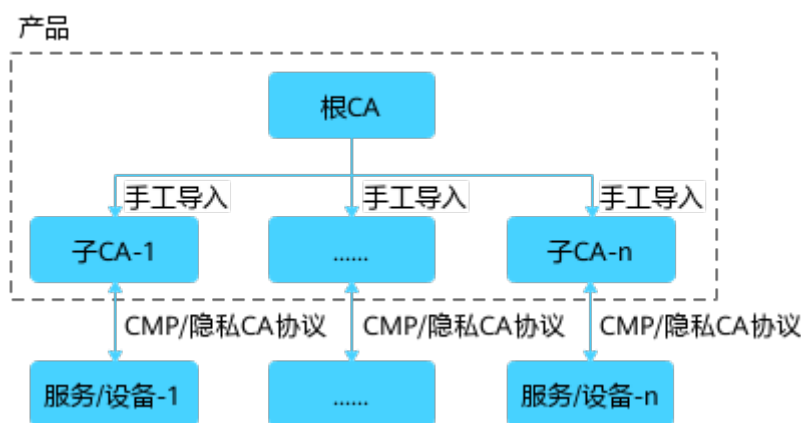 产品
根CA
手工导入 手工导入 手工导入
子CA-1 ...... 子CA-n
CMP/隐私CA协议 CMP/隐私CA协议 CMP/隐私CA协议
服务/设备-1 ...... 服务/设备-n